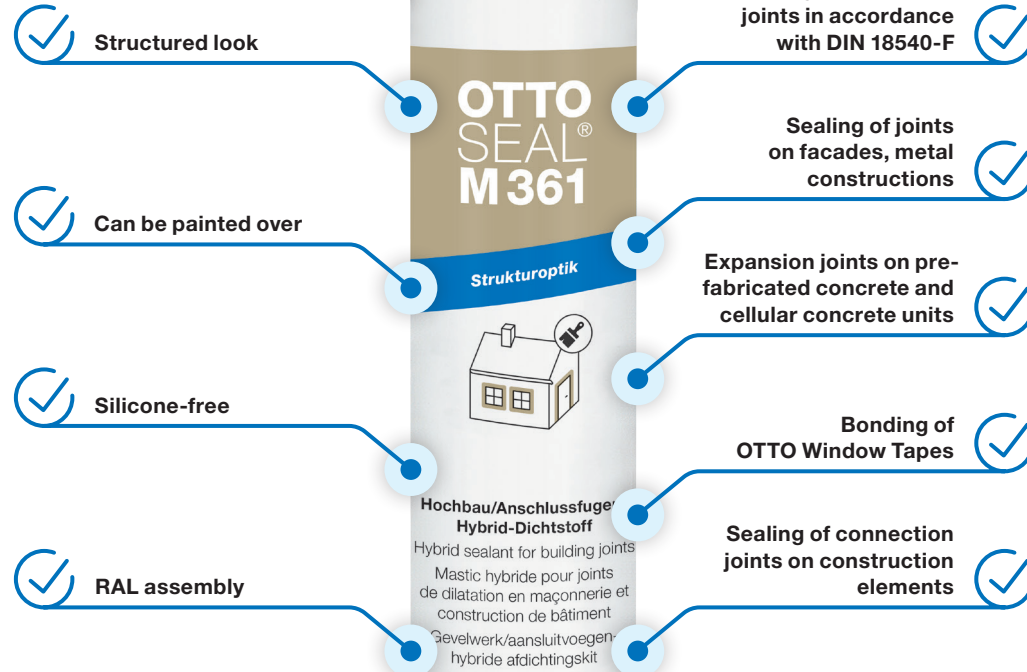 Structured look
Can be painted over
Silicone-free
RAL assembly
OTTO
SEAL®
M 361
Strukturoptik
Hochbau/Anschlussfugen
Hybrid-Dichtstoff
Hybrid sealant for building joints
Mastic hybride pour joints
de dilatation en maçonnerie et
construction de bâtiment
Gevelwerk/aansluitvoegen-
hybride afdichtingskit
joints in accordance
with DIN 18540-F
Sealing of joints
on facades, metal
constructions
Expansion joints on pre-
fabricated concrete and
cellular concrete units
Bonding of
OTTO Window Tapes
Sealing of connection
joints on construction
elements